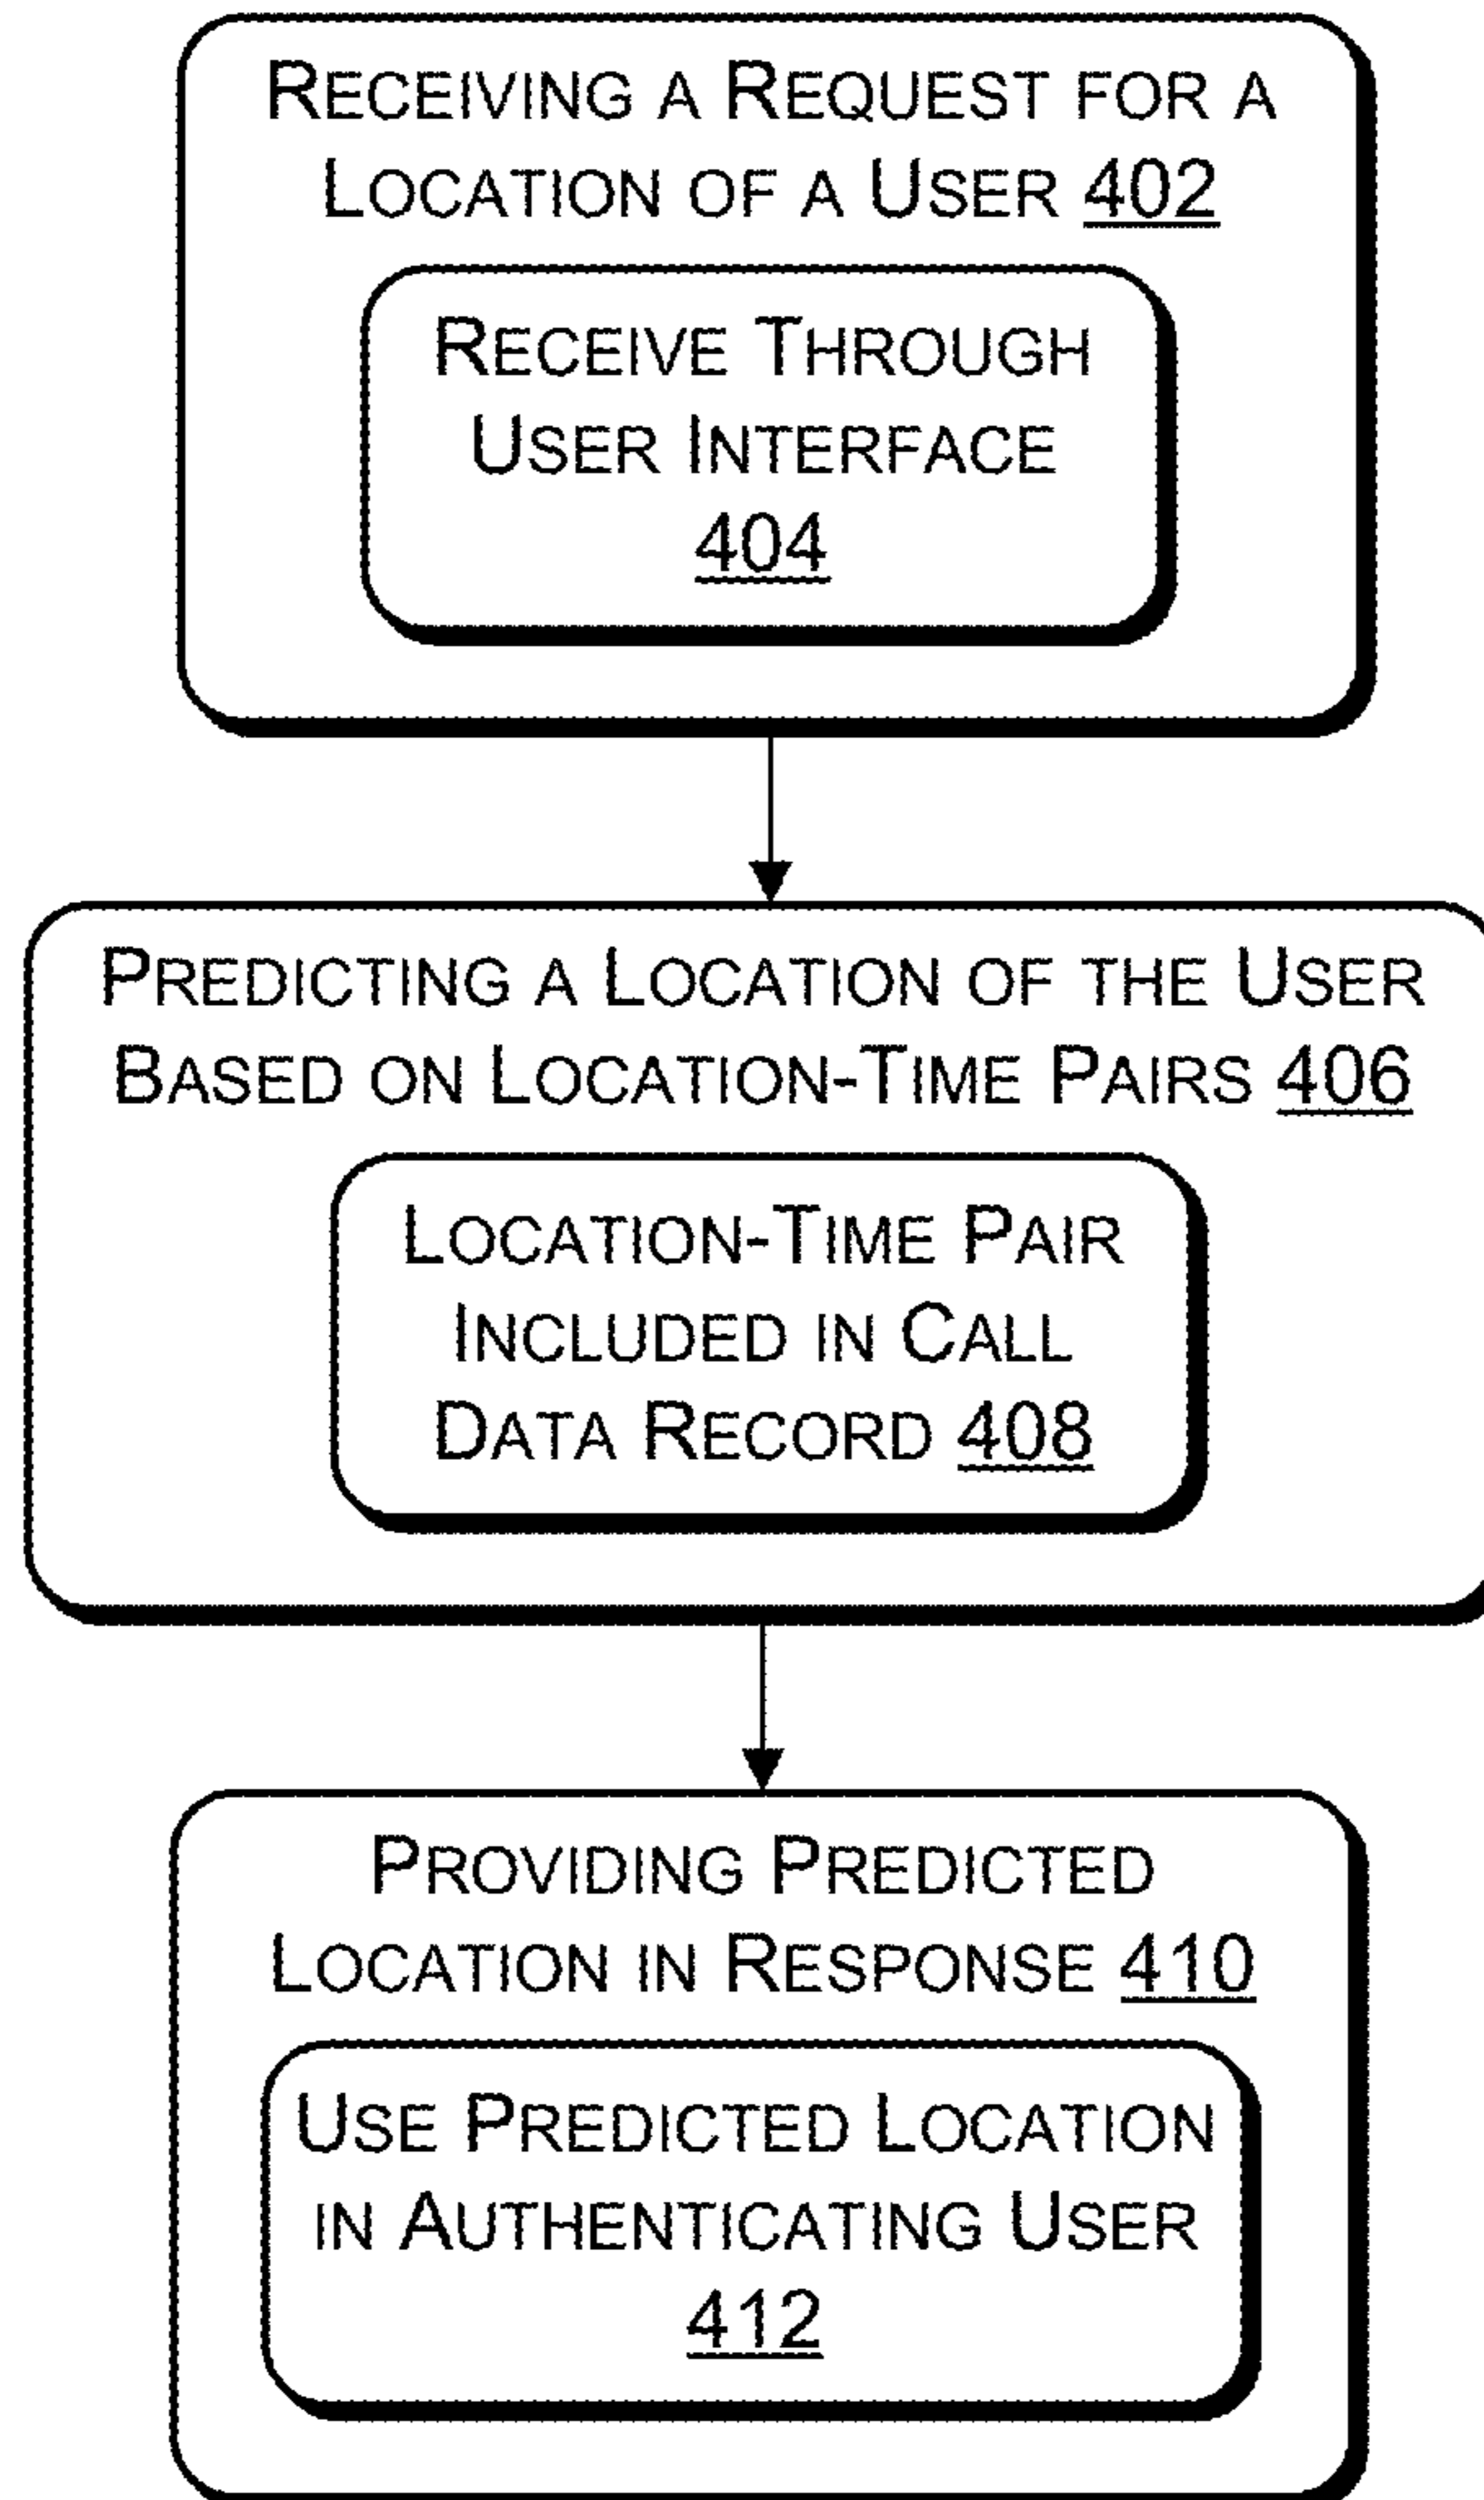 RECEIVING A REQUEST FOR A
LOCATION OF A USER 402
RECEIVE THROUGH
USER INTERFACE
404
PREDICTING A LOCATION OF THE USER
BASED ON LOCATION-TIME PAIRS 406
LOCATION-TIME PAIR
INCLUDED IN CALL
DATA RECORD 408
PROVIDING PREDICTED
LOCATION IN RESPONSE 410
USE PREDICTED LOCATION
IN AUTHENTICATING USER
412